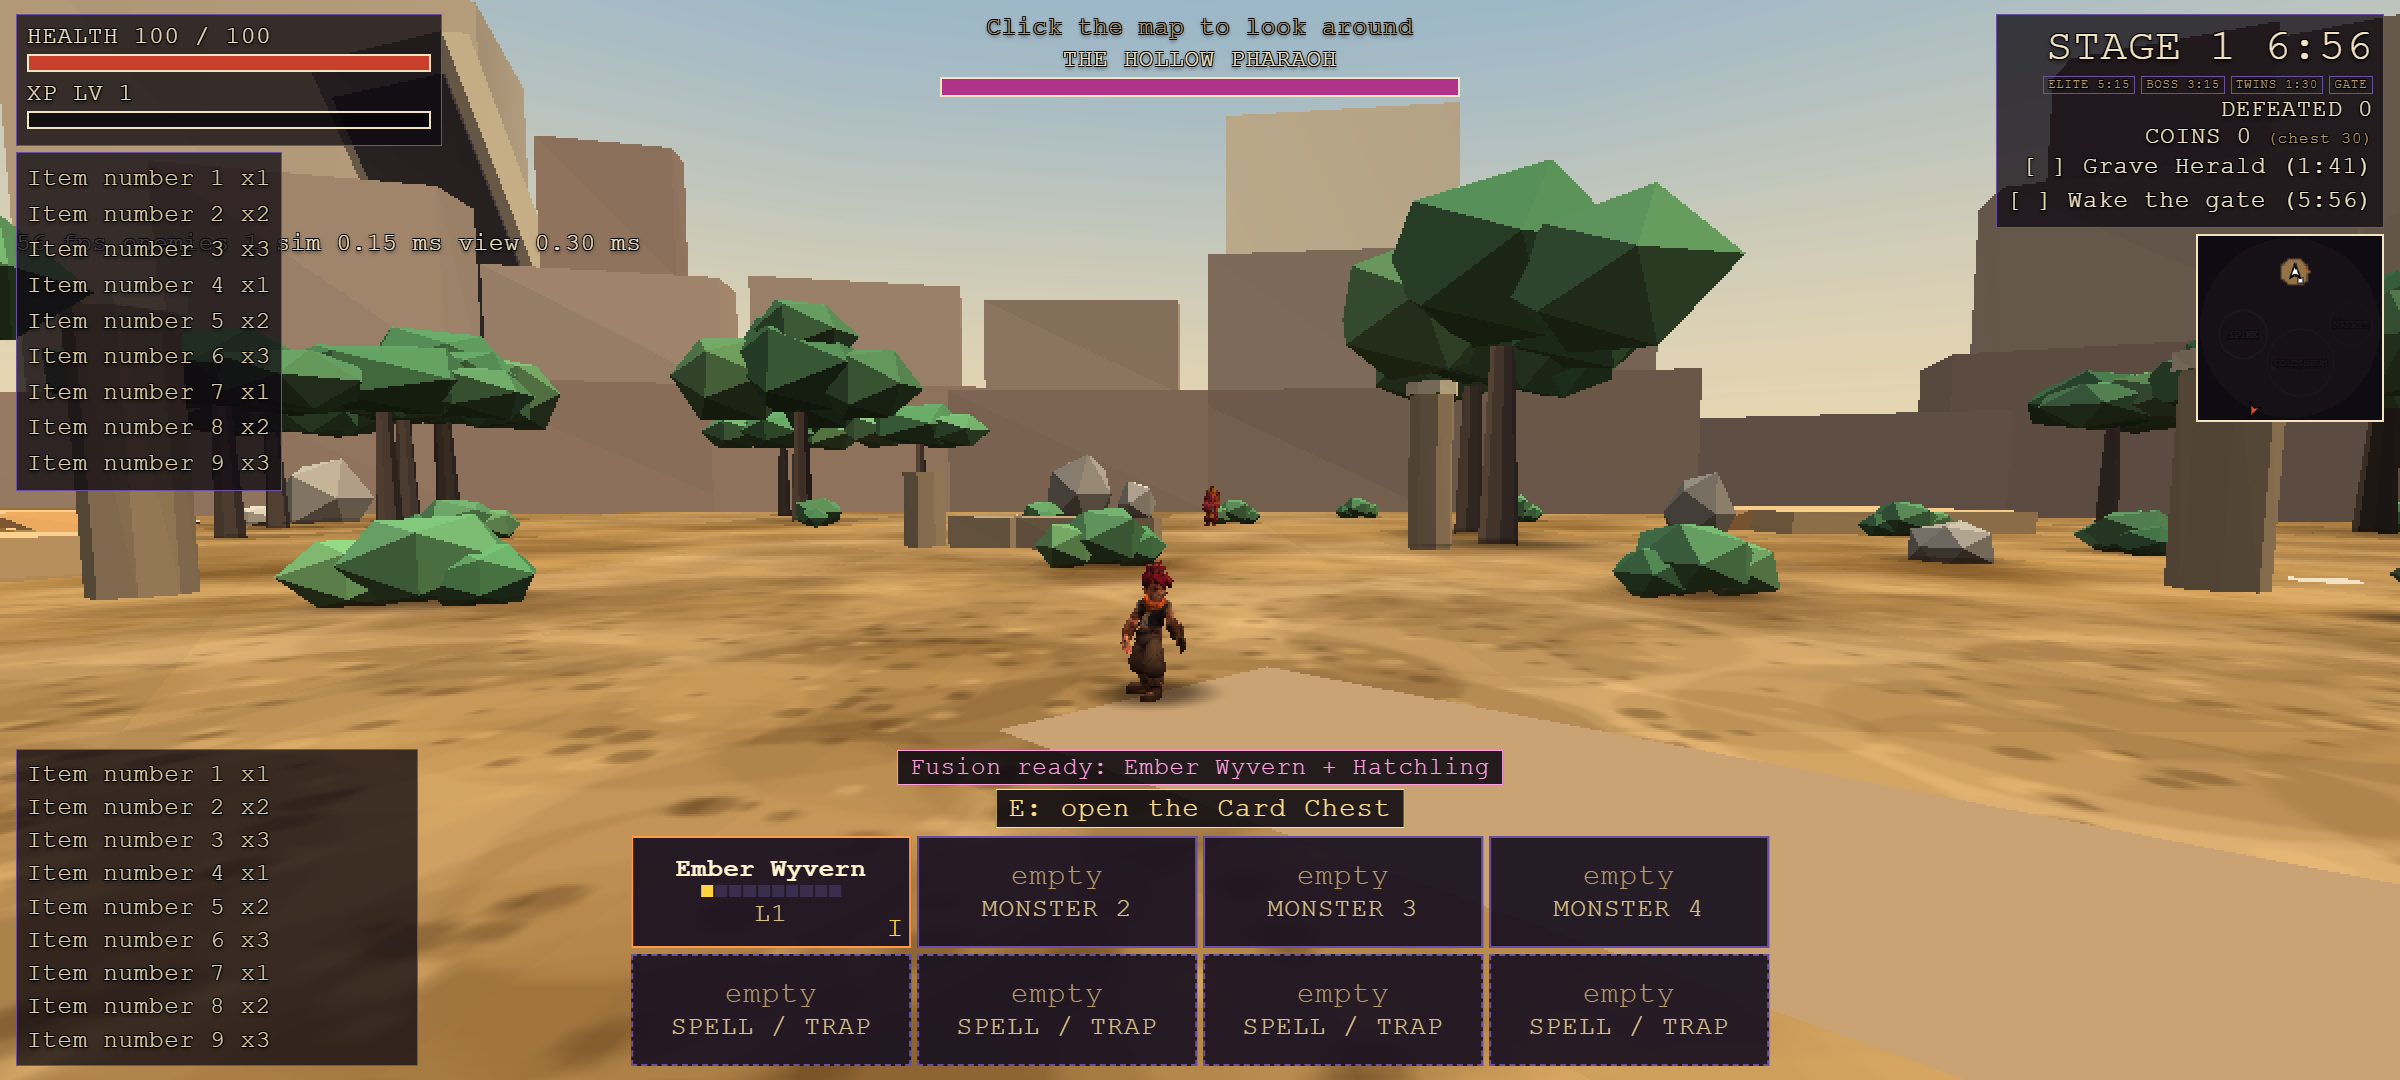 HEALTH 100 / 100
XP LV 1
Item number 1 x1
Item number 2 x2
Item number 3 x3
Item number 4 x1
Item number 5 x2
Item number 6 x3
Item number 7 x1
Item number 8 x2
Item number 9 x3
sim 0.15 ms view 0.30 ms
Click the map to look around
THE HOLLOW PHARAOH
STAGE 1 6:56
ELITE 5:15 BOSS 3:15 TWINS 1:30 GATE
DEFEATED 0
COINS 0 (chest 30)
[ ] Grave Herald (1:41)
[ ] Wake the gate (5:56)
Item number 1 x1
Item number 2 x2
Item number 3 x3
Item number 4 x1
Item number 5 x2
Item number 6 x3
Item number 7 x1
Item number 8 x2
Item number 9 x3
Fusion ready: Ember Wyvern + Hatchling
E: open the Card Chest
Ember Wyvern
L1
I
empty
MONSTER 2
empty
MONSTER 3
empty
MONSTER 4
empty
SPELL / TRAP
empty
SPELL / TRAP
empty
SPELL / TRAP
empty
SPELL / TRAP